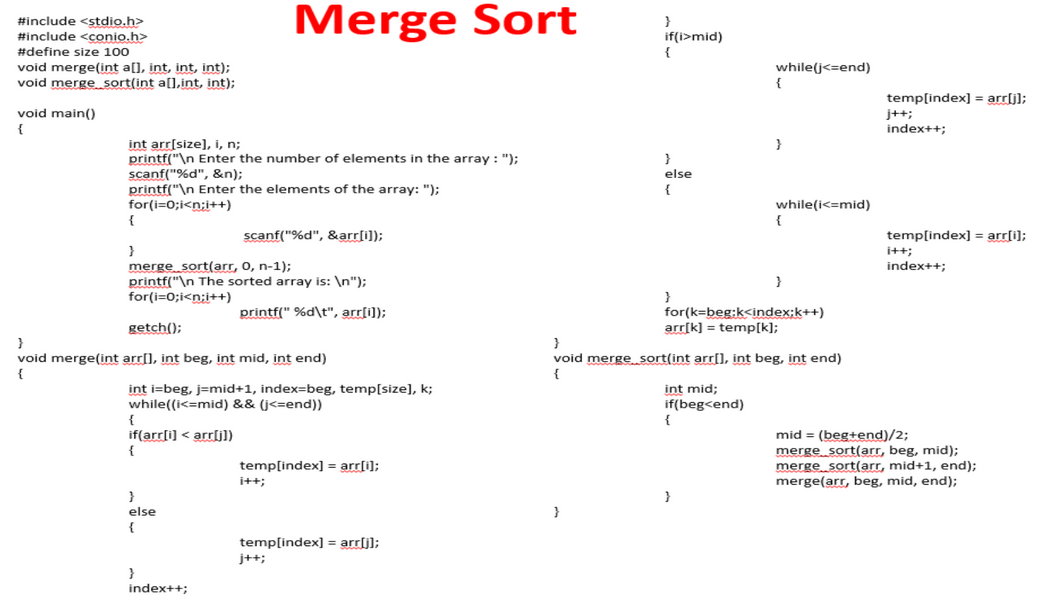 Merge Sort
#include <stdio.h>
#include <conio.h>
#define size 100
void merge(int a[], int, int, int);
void merge_sort(int a[],int, int);
void main()
{
int arr[size], i, n;
printf("\n Enter the number of elements in the array : ");
scanf("%d", &n);
printf("\n Enter the elements of the array: ");
for(i=0;i<n;i++)
{
scanf("%d", &arr[i]);
}
merge_sort(arr, 0, n-1);
printf("\n The sorted array is: \n");
for(i=0;i<n;i++)
printf(" %d\t", arr[i]);
getch();
}
void merge(int arr[], int beg, int mid, int end)
{
int i=beg, j=mid+1, index=beg, temp[size], k;
while((i<=mid) && (j<=end))
{
if(arr[i] < arr[j])
{
temp[index] = arr[i];
i++;
}
else
{
temp[index] = arr[j];
j++;
}
index++;
}
if(i>mid)
{
while(j<=end)
{
temp[index] = arr[j];
j++;
index++;
}
}
else
{
while(i<=mid)
{
temp[index] = arr[i];
i++;
index++;
}
}
for(k=beg;k<index;k++)
arr[k] = temp[k];
}
void merge_sort(int arr[], int beg, int end)
{
int mid;
if(beg<end)
{
mid = (beg+end)/2;
merge_sort(arr, beg, mid);
merge_sort(arr, mid+1, end);
merge(arr, beg, mid, end);
}
}